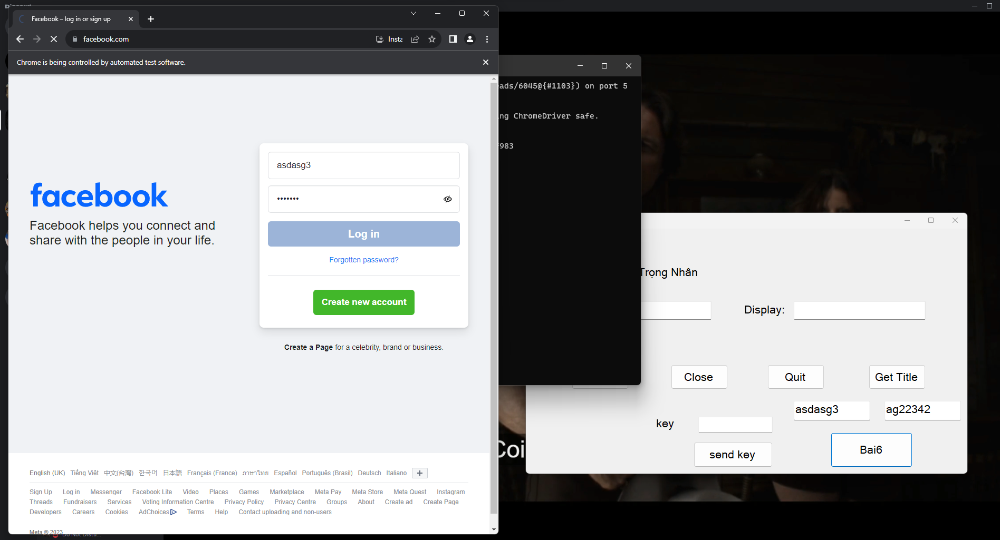 Facebook – log in or sign up
facebook.com
Insta
Chrome is being controlled by automated test software.
asdasg3
•••••••
facebook
Facebook helps you connect and
share with the people in your life.
Log in
Forgotten password?
Create new account
Create a Page for a celebrity, brand or business.
English (UK) Tiếng Việt 中文(台灣) 한국어 日本語 Français (France) ภาษาไทย Español Português (Brasil) Deutsch Italiano +
Sign Up Log in Messenger Facebook Lite Video Places Games Marketplace Meta Pay Meta Store Meta Quest Instagram
Threads Fundraisers Services Voting Information Centre Privacy Policy Privacy Centre Groups About Create ad Create Page
Developers Careers Cookies AdChoices Terms Help Contact uploading and non-users
Meta © 2023
ads/6045@{#1103}) on port 5
ng ChromeDriver safe.
983
Trọng Nhân
Display:
Close
Quit
Get Title
asdasg3
ag22342
key
send key
Bai6
Coi